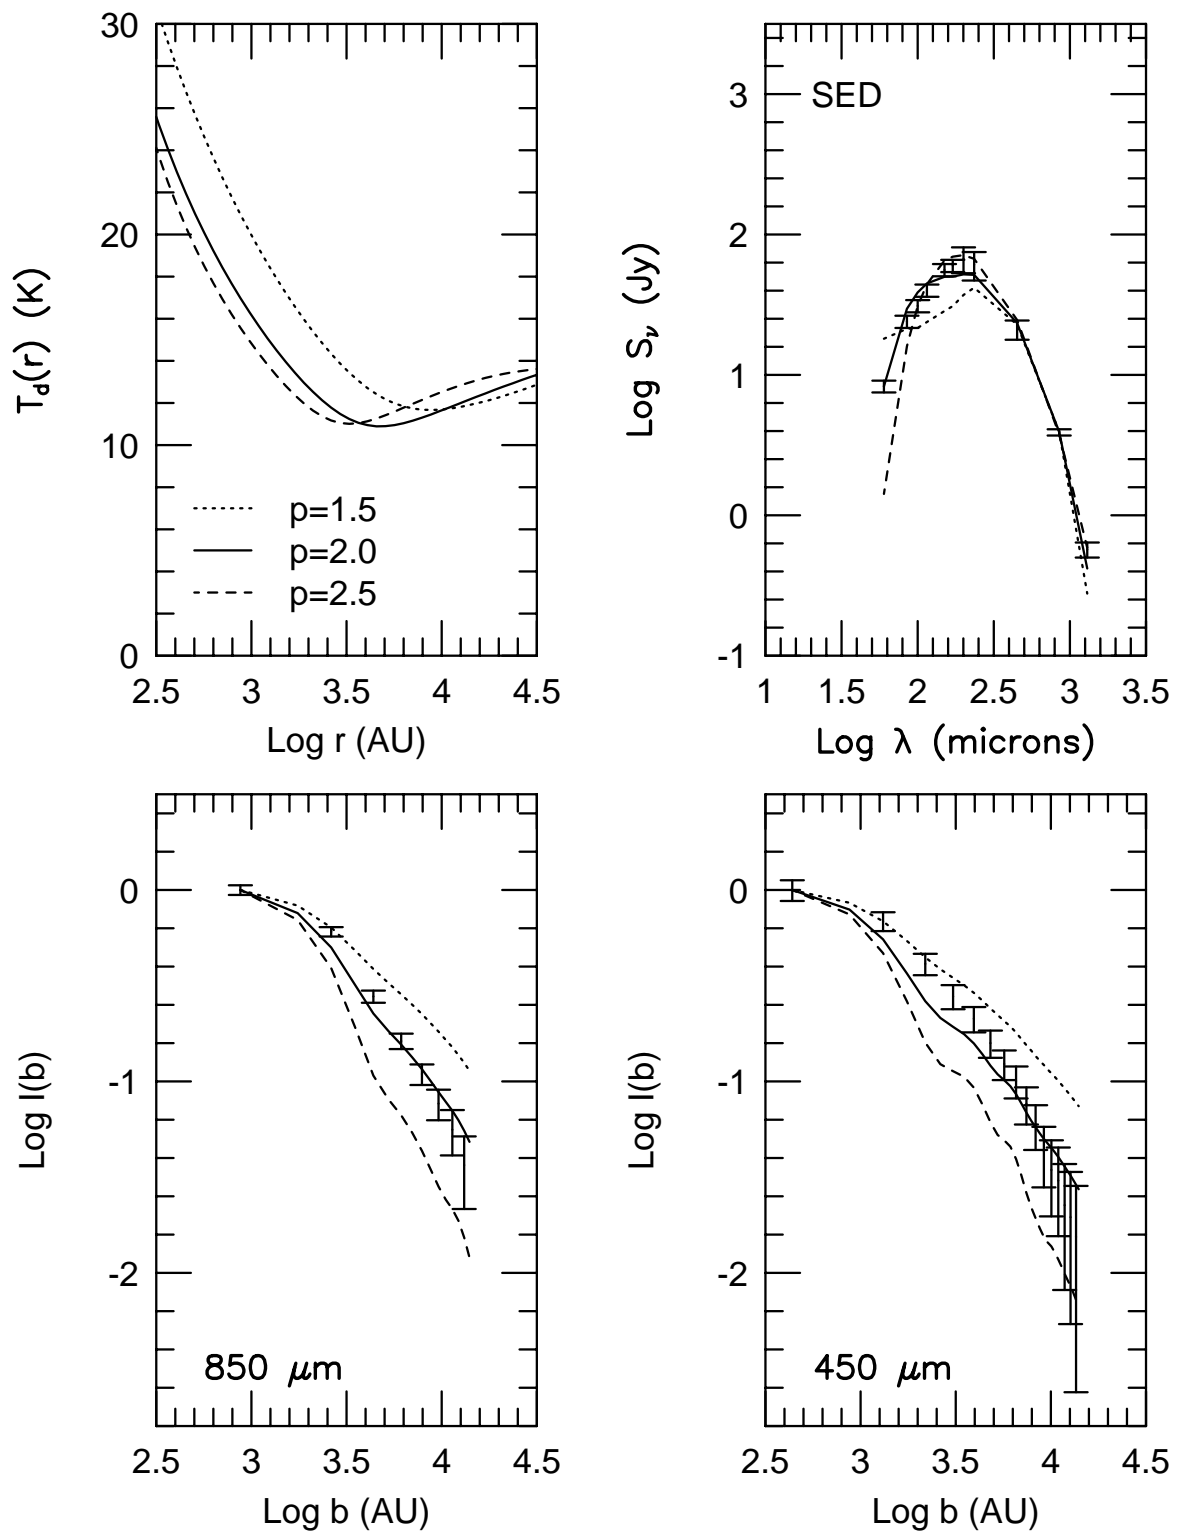 30
20
10
0
T_d(r) (K)
p=1.5
p=2.0
p=2.5
2.5 3 3.5 4 4.5
Log r (AU)
SED
3
2
1
0
-1
Log S_ν (Jy)
1 1.5 2 2.5 3 3.5
Log λ (microns)
0
-1
-2
Log I(b)
850 μm
2.5 3 3.5 4 4.5
Log b (AU)
0
-1
-2
Log I(b)
450 μm
2.5 3 3.5 4 4.5
Log b (AU)